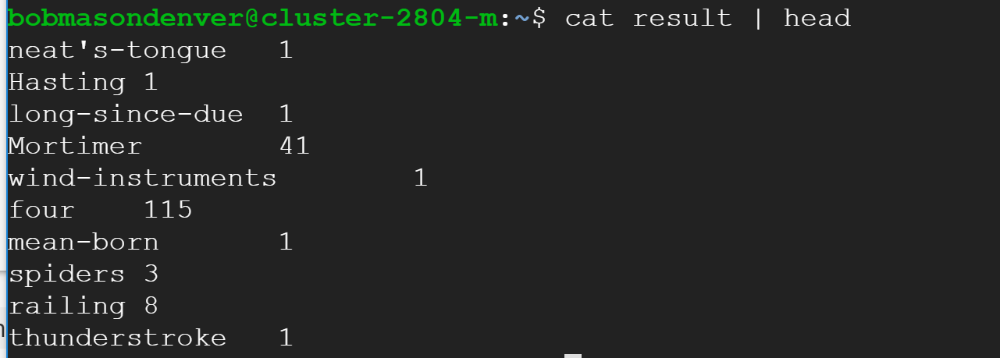 bobmasondenver@cluster-2804-m:~$ cat result | head
neat's-tongue	1
Hasting	1
long-since-due	1
Mortimer	41
wind-instruments	1
four	115
mean-born	1
spiders	3
railing	8
thunderstroke	1